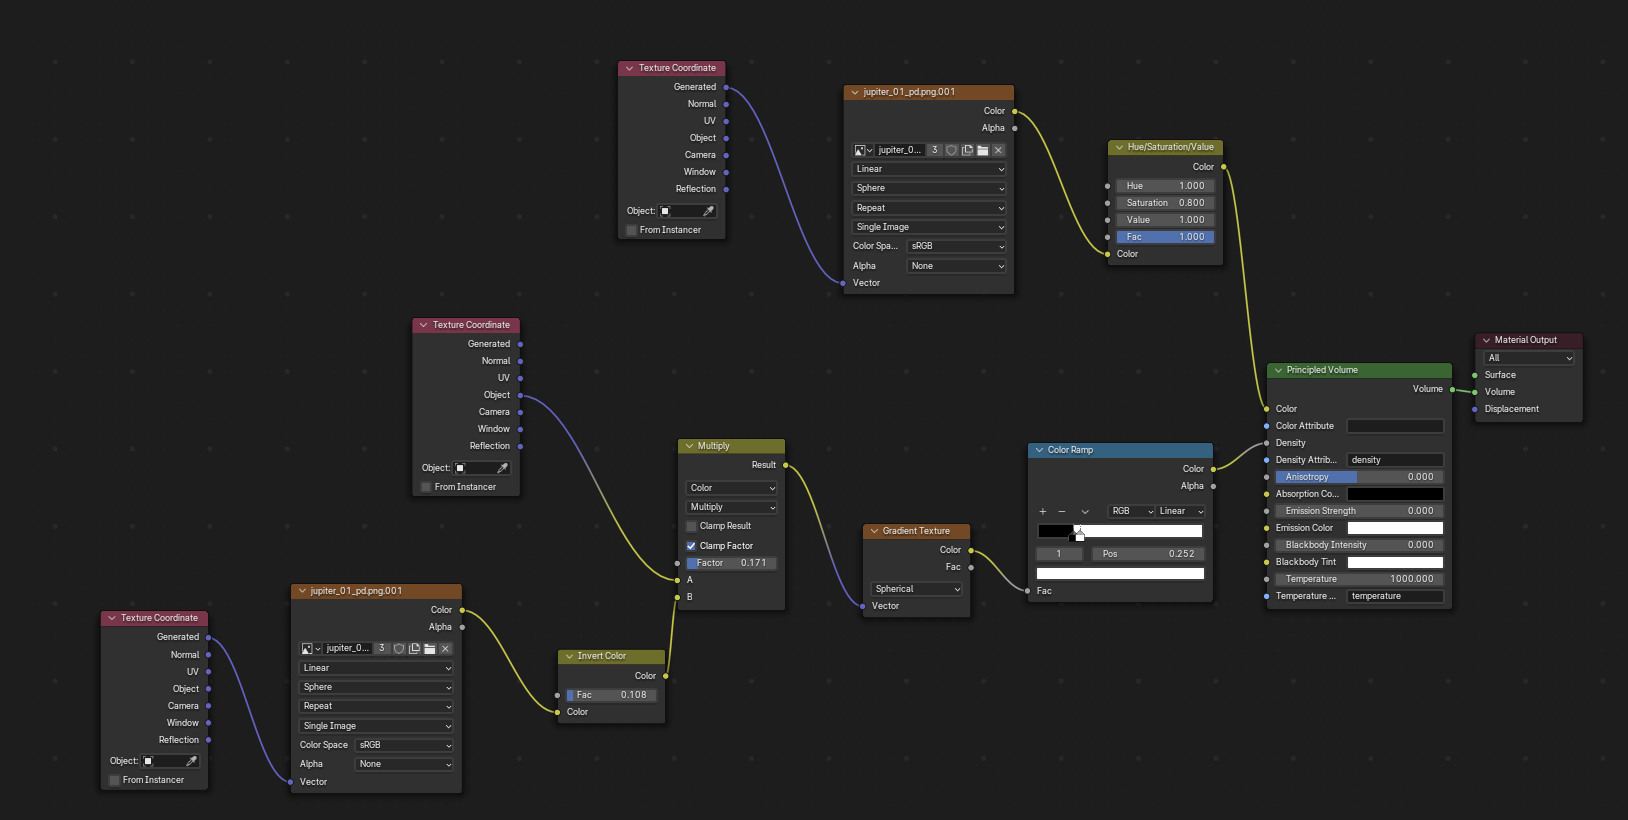 Texture Coordinate
Generated
Normal
UV
Object
Camera
Window
Reflection
Object:
From Instancer
jupiter_01_pd.png.001
Color
Alpha
jupiter_0... 3
Linear
Sphere
Repeat
Single Image
Color Spa... sRGB
Alpha None
Vector
Hue/Saturation/Value
Color
Hue 1.000
Saturation 0.800
Value 1.000
Fac 1.000
Color
Texture Coordinate
Generated
Normal
UV
Object
Camera
Window
Reflection
Object:
From Instancer
Multiply
Result
Color
Multiply
Clamp Result
Clamp Factor
Factor 0.171
A
B
Texture Coordinate
Generated
Normal
UV
Object
Camera
Window
Reflection
Object:
From Instancer
jupiter_01_pd.png.001
Color
Alpha
jupiter_0... 3
Linear
Sphere
Repeat
Single Image
Color Space sRGB
Alpha None
Vector
Invert Color
Color
Fac 0.108
Color
Gradient Texture
Color
Fac
Spherical
Vector
Color Ramp
Color
Alpha
+ − RGB Linear
1 Pos 0.252
Fac
Principled Volume
Volume
Color
Color Attribute
Density
Density Attrib... density
Anisotropy 0.000
Absorption Co...
Emission Strength 0.000
Emission Color
Blackbody Intensity 0.000
Blackbody Tint
Temperature 1000.000
Temperature ... temperature
Material Output
All
Surface
Volume
Displacement